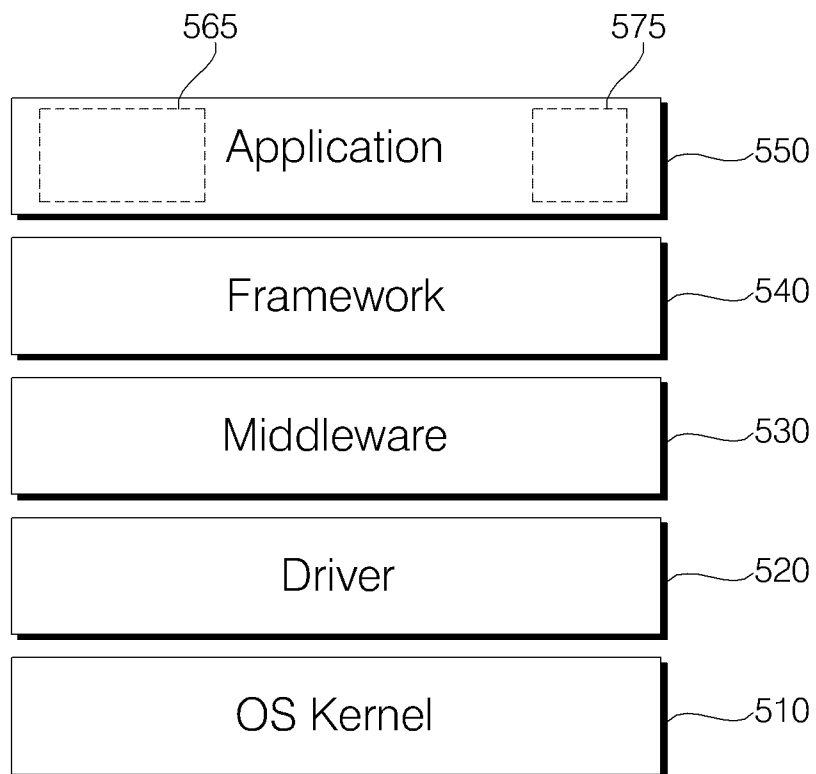 565
575
Application
550
Framework
540
Middleware
530
Driver
520
OS Kernel
510